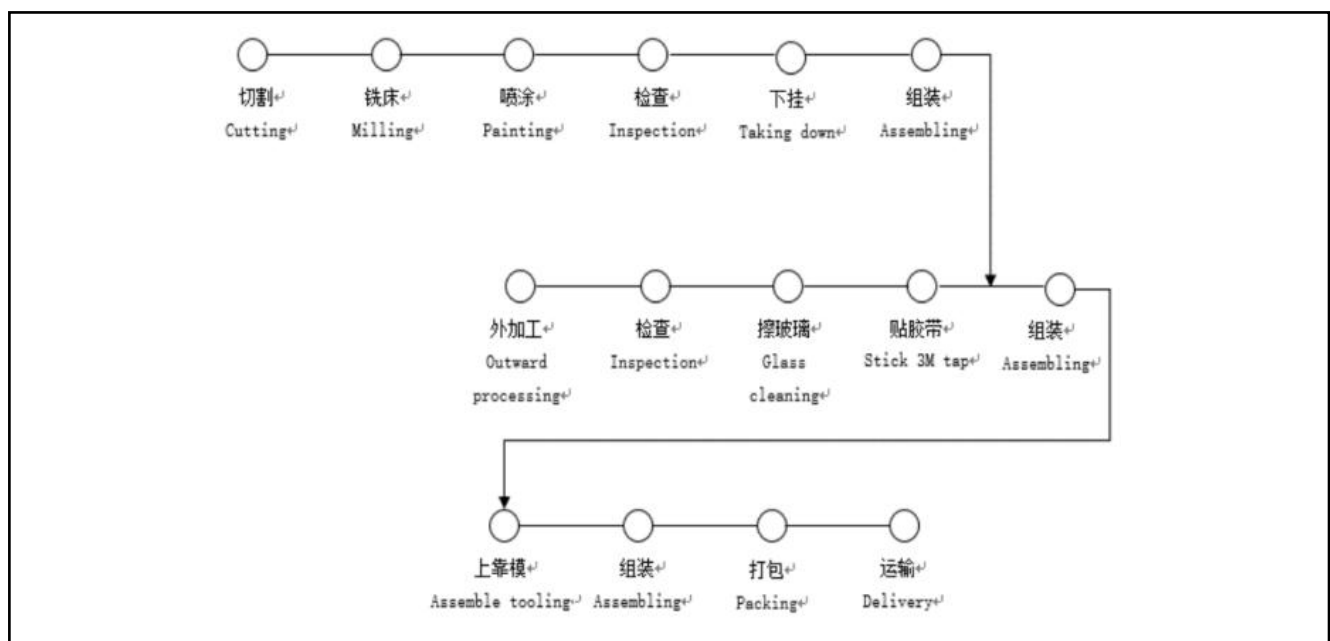 切割↵
Cutting↵
铣床↵
Milling↵
喷涂↵
Painting↵
检查↵
Inspection↵
下挂↵
Taking down↵
组装↵
Assembling↵
外加工↵
Outward
processing↵
检查↵
Inspection↵
擦玻璃↵
Glass
cleaning↵
贴胶带↵
Stick 3M tap↵
组装↵
Assembling↵
上靠模↵
Assemble tooling↵
组装↵
Assembling↵
打包↵
Packing↵
运输↵
Delivery↵